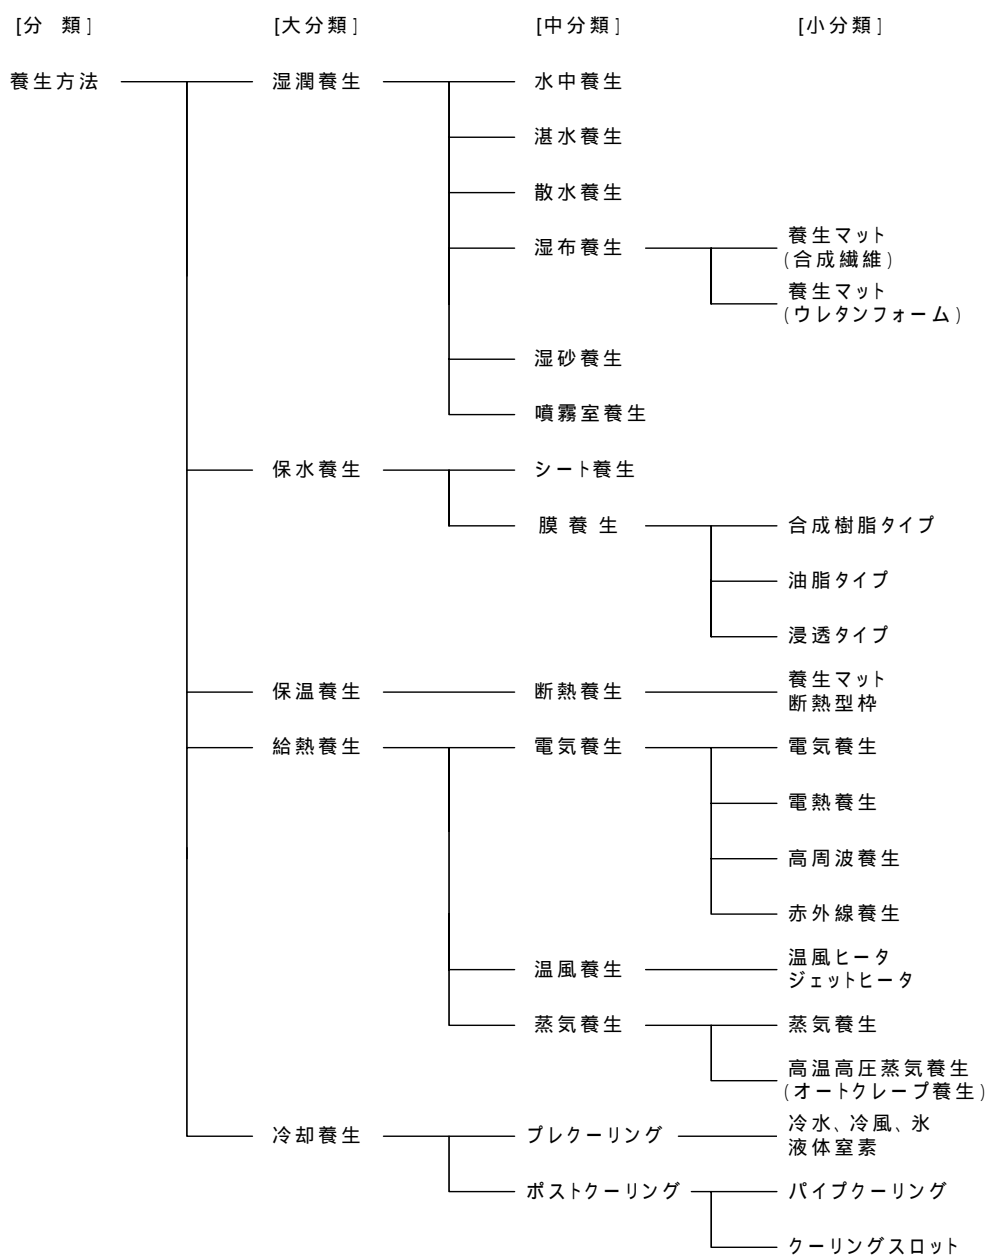 [分　類]　[大分類]　[中分類]　[小分類]
養生方法　湿潤養生　水中養生
湛水養生
散水養生
湿布養生　養生マット
(合成繊維)
養生マット
(ウレタンフォーム)
湿砂養生
噴霧室養生
保水養生　シート養生
膜養生　合成樹脂タイプ
油脂タイプ
浸透タイプ
保温養生　断熱養生　養生マット
断熱型枠
給熱養生　電気養生　電気養生
電熱養生
高周波養生
赤外線養生
温風養生　温風ヒータ
ジェットヒータ
蒸気養生　蒸気養生
高温高圧蒸気養生
(オートクレープ養生)
冷却養生　プレクーリング　冷水、冷風、氷
液体窒素
ポストクーリング　パイプクーリング
クーリングスロット